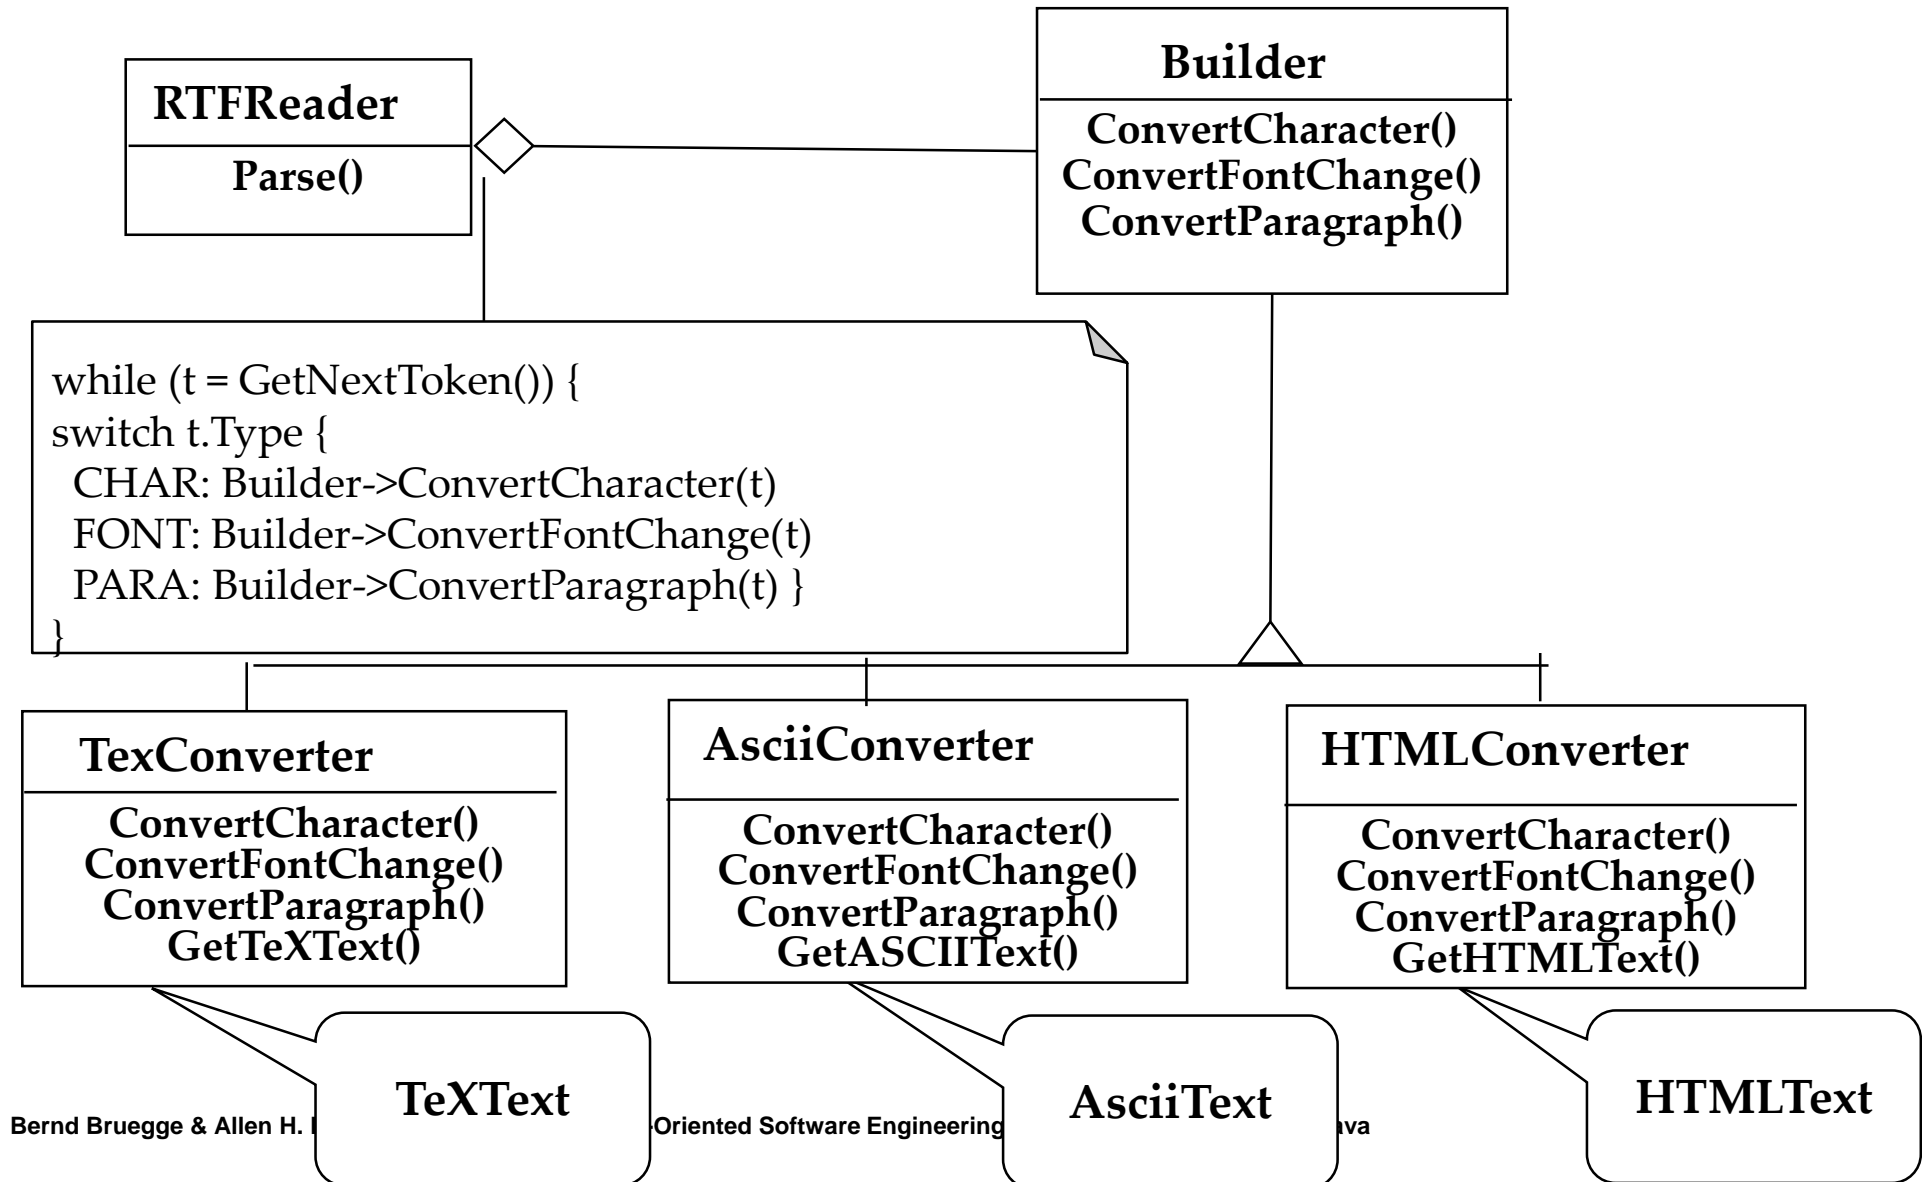 RTFReader
Parse()
Builder
ConvertCharacter()
ConvertFontChange()
ConvertParagraph()
while (t = GetNextToken()) {
switch t.Type {
CHAR: Builder->ConvertCharacter(t)
FONT: Builder->ConvertFontChange(t)
PARA: Builder->ConvertParagraph(t) }
}
TexConverter
ConvertCharacter()
ConvertFontChange()
ConvertParagraph()
GetTeXText()
AsciiConverter
ConvertCharacter()
ConvertFontChange()
ConvertParagraph()
GetASCIIText()
HTMLConverter
ConvertCharacter()
ConvertFontChange()
ConvertParagraph()
GetHTMLText()
TeXText
AsciiText
HTMLText
Bernd Bruegge & Allen H. Oriented Software Engineering